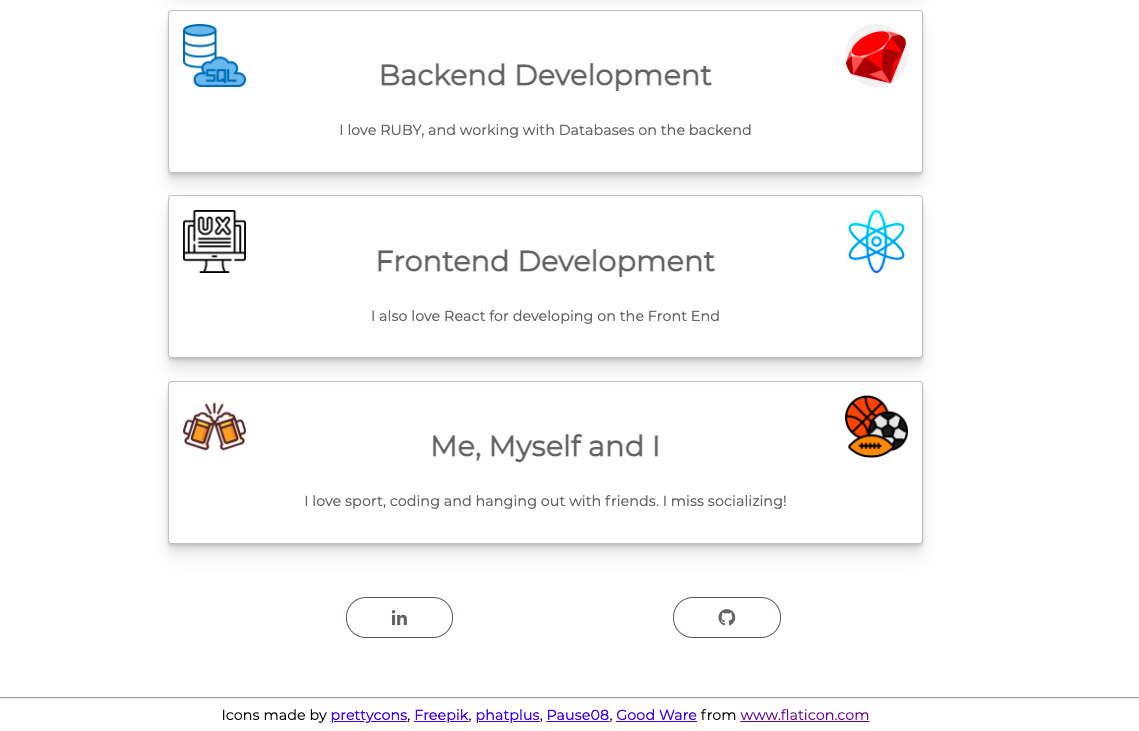 SQL
Backend Development
I love RUBY, and working with Databases on the backend
UX
Frontend Development
I also love React for developing on the Front End
Me, Myself and I
I love sport, coding and hanging out with friends. I miss socializing!
in
Icons made by prettycons, Freepik, phatplus, Pause08, Good Ware from www.flaticon.com